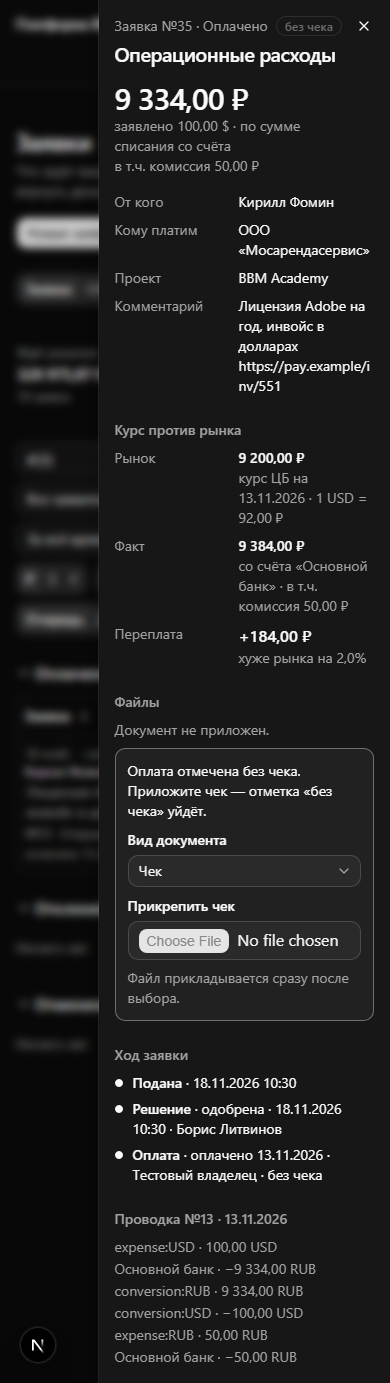 Заявка №35 · Оплачено без чека ×
Операционные расходы
9 334,00 ₽
заявлено 100,00 $ · по сумме
списания со счёта
в т.ч. комиссия 50,00 ₽
От кого Кирилл Фомин
Кому платим ООО
«Мосарендасервис»
Проект BBM Academy
Комментарий Лицензия Adobe на
год, инвойс в
долларах
https://pay.example/i
nv/551
Курс против рынка
Рынок 9 200,00 ₽
курс ЦБ на
13.11.2026 · 1 USD =
92,00 ₽
Факт 9 384,00 ₽
со счёта «Основной
банк» · в т.ч.
комиссия 50,00 ₽
Переплата +184,00 ₽
хуже рынка на 2,0%
Файлы
Документ не приложен.
Оплата отмечена без чека.
Приложите чек — отметка «без
чека» уйдёт.
Вид документа
Чек
Прикрепить чек
Choose File No file chosen
Файл прикладывается сразу после
выбора.
Ход заявки
Подана · 18.11.2026 10:30
Решение · одобрена · 18.11.2026
10:30 · Борис Литвинов
Оплата · оплачено 13.11.2026 ·
Тестовый владелец · без чека
Проводка №13 · 13.11.2026
expense:USD · 100,00 USD
Основной банк · −9 334,00 RUB
conversion:RUB · 9 334,00 RUB
conversion:USD · −100,00 USD
expense:RUB · 50,00 RUB
Основной банк · −50,00 RUB
N